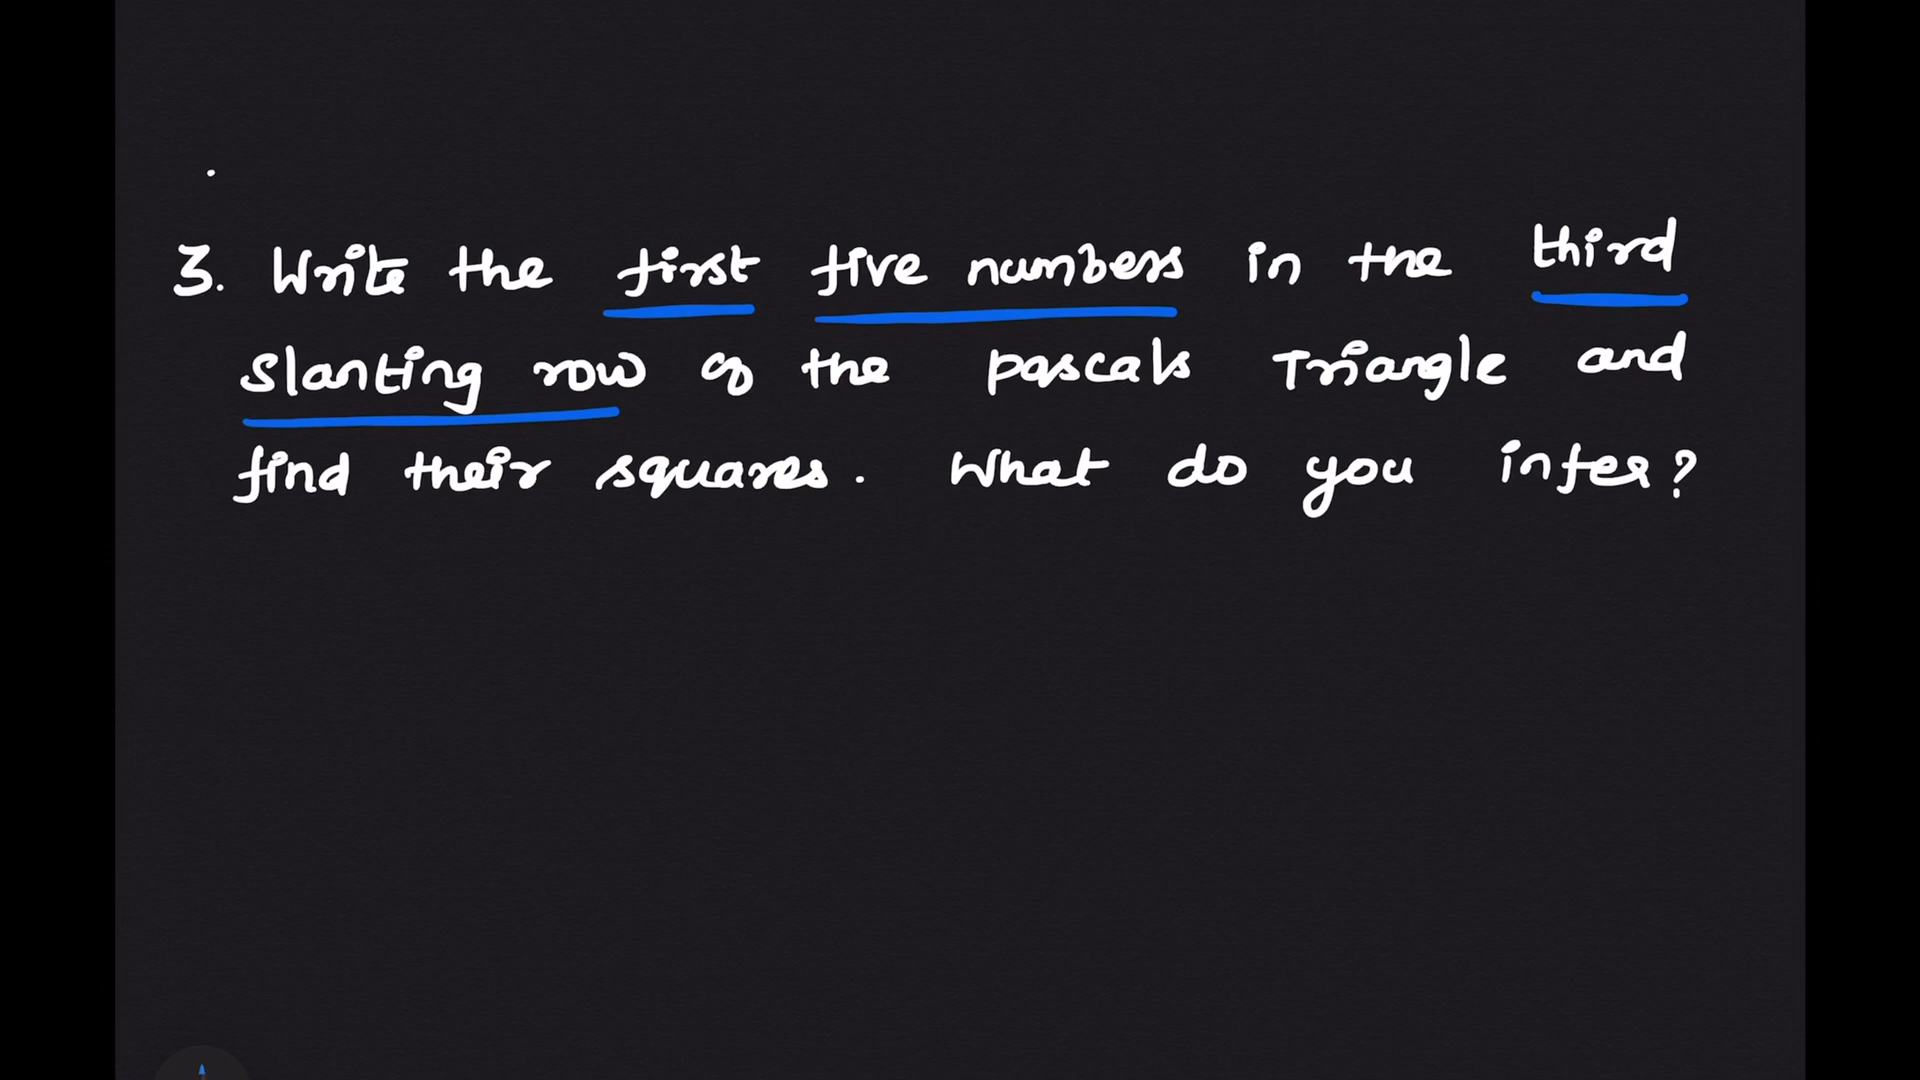 3. Write the first five numbers in the third
slanting row of the pascals Triangle and
find their squares. What do you infer?